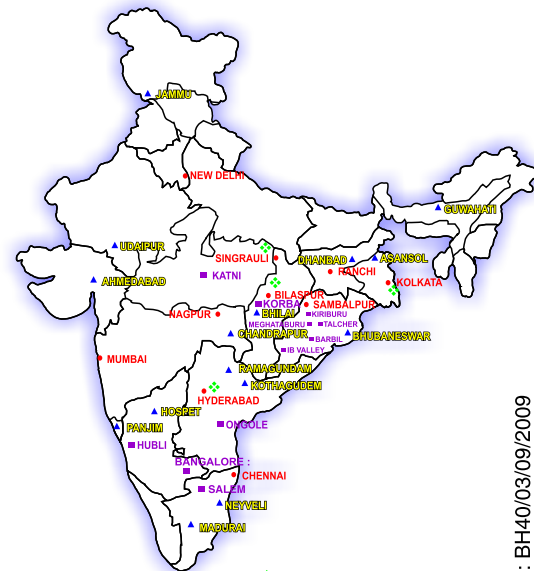 JAMMU
NEW DELHI
GUWAHATI
UDAIPUR
SINGRAULI
DHANBAD
ASANSOL
RANCHI
KATNI
AHMEDABAD
KOLKATA
BILASPUR
KORBA
SAMBALPUR
NAGPUR
BHILAI
KIRIBURU
MEGHATABURU
TALCHER
CHANDRAPUR
BHUBANESWAR
BARBIL
IB VALLEY
MUMBAI
RAMAGUNDAM
KOTHAGUDEM
HYDERABAD
HOSPET
PANJIM
ONGOLE
HUBLI
BANGALORE :
CHENNAI
SALEM
NEYVELI
MADURAI
: BH40/03/09/2009